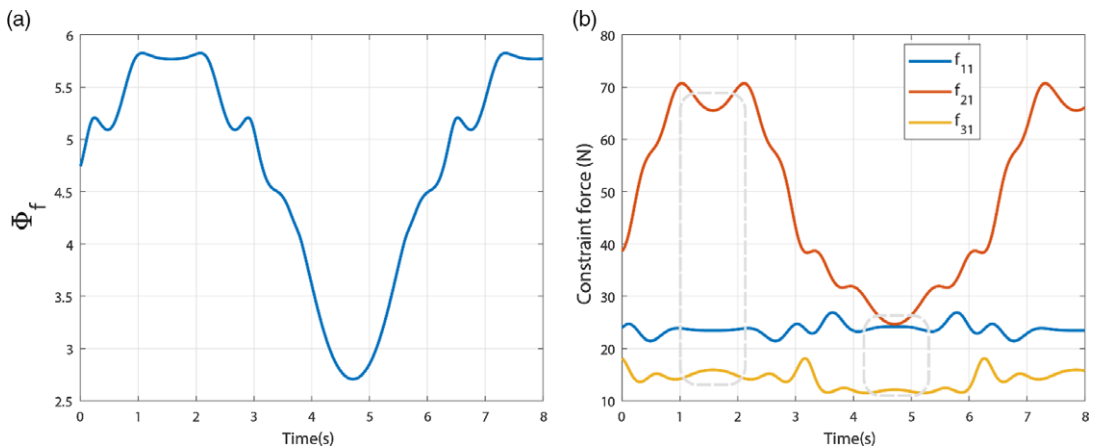 (a)
6
5.5
5
4.5
4
3.5
3
2.5
Φf
0 1 2 3 4 5 6 7 8
Time(s)
(b)
80
70
60
50
40
30
20
10
Constraint force (N)
f11
f21
f31
0 1 2 3 4 5 6 7 8
Time(s)